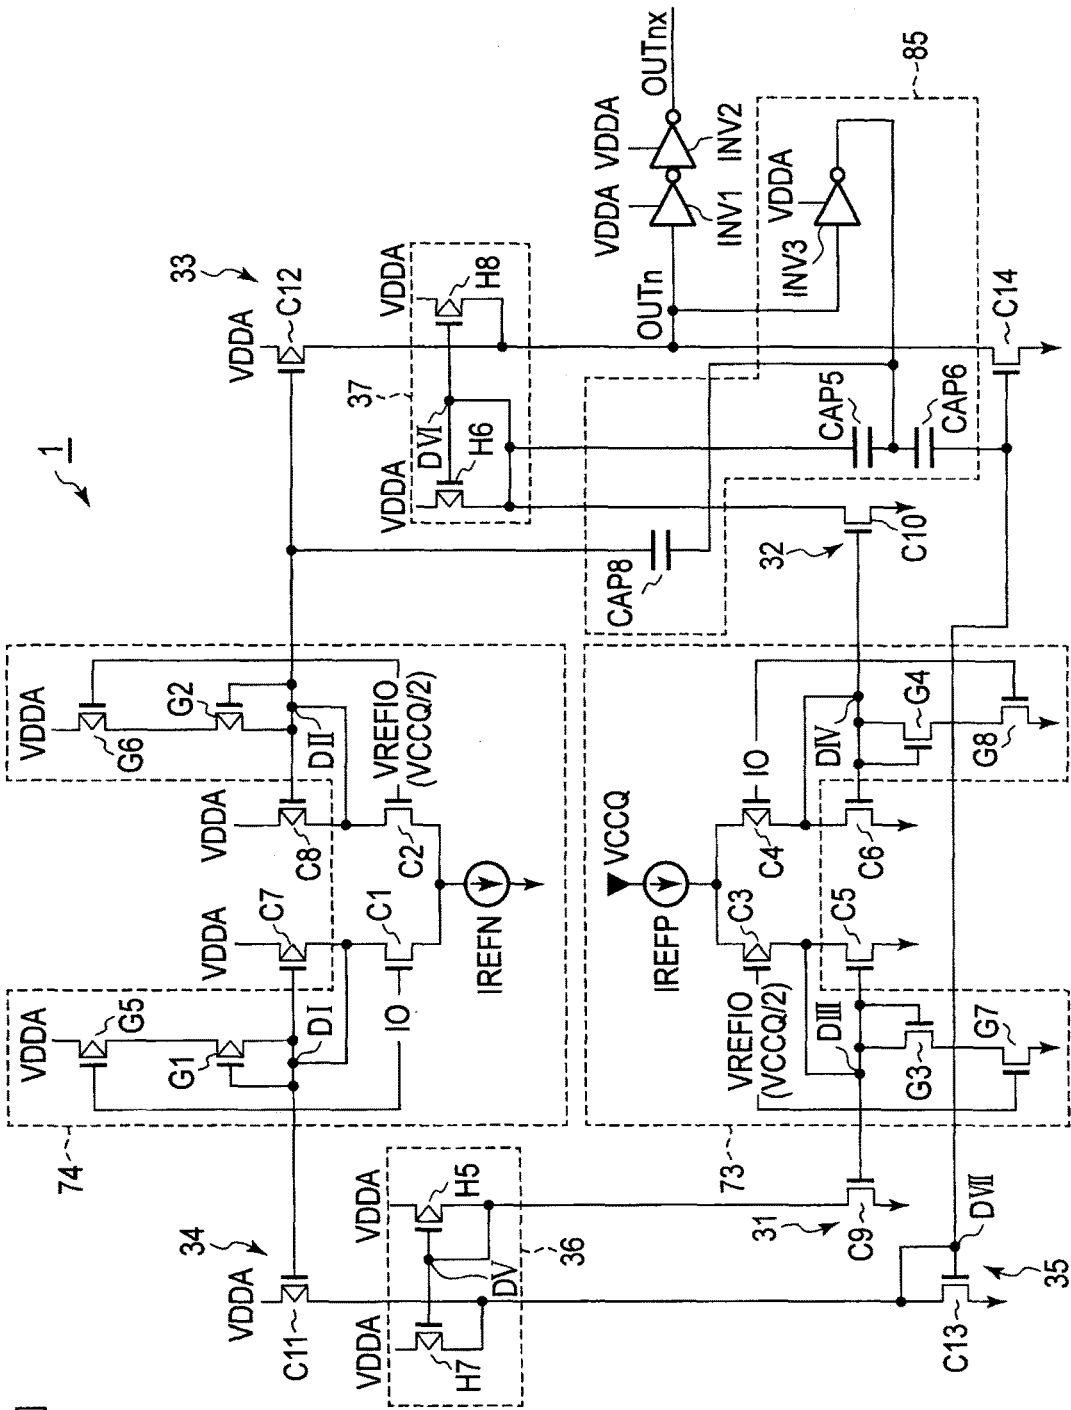 1
33
VDDA
C12
34
VDDA
C11
74
VDDA
G5
G1
DI
IO
VDDA
C7
C1
VDDA
C8
C2
IREFN
VDDA
G6
G2
DII
VREFIO
(VCCQ/2)
37
VDDA
H6
DVI
VDDA
H8
36
VDDA
H7
DV
VDDA
H5
OUTn
VDDA
INV1
VDDA
INV2
OUTnx
85
INV3
VDDA
CAP5
CAP6
CAP8
C14
32
C10
73
VCCQ
IREFP
VREFIO
(VCCQ/2)
C3
C4
IO
DIII
C5
C6
DIV
G3
G7
G4
G8
31
C9
DVII
35
C13